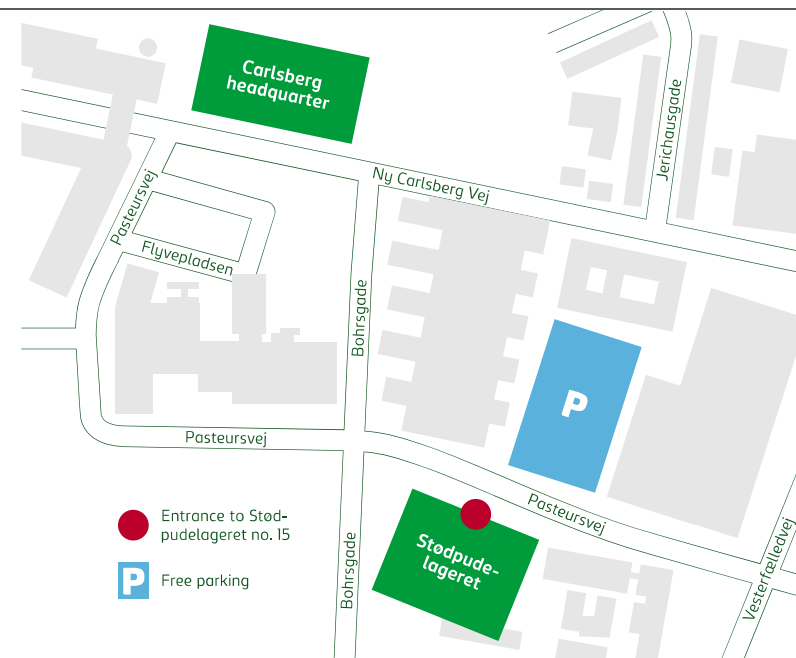 Carlsberg
headquarter
Jerichausgade
Ny Carlsberg Vej
Pasteursvej
Flyvepladsen
Bohrsgade
P
Pasteursvej
Pasteursvej
Entrance to Stød-
pudelageret no. 15
Stødpude-
lageret
Bohrsgade
Vesterfælledvej
P
Free parking